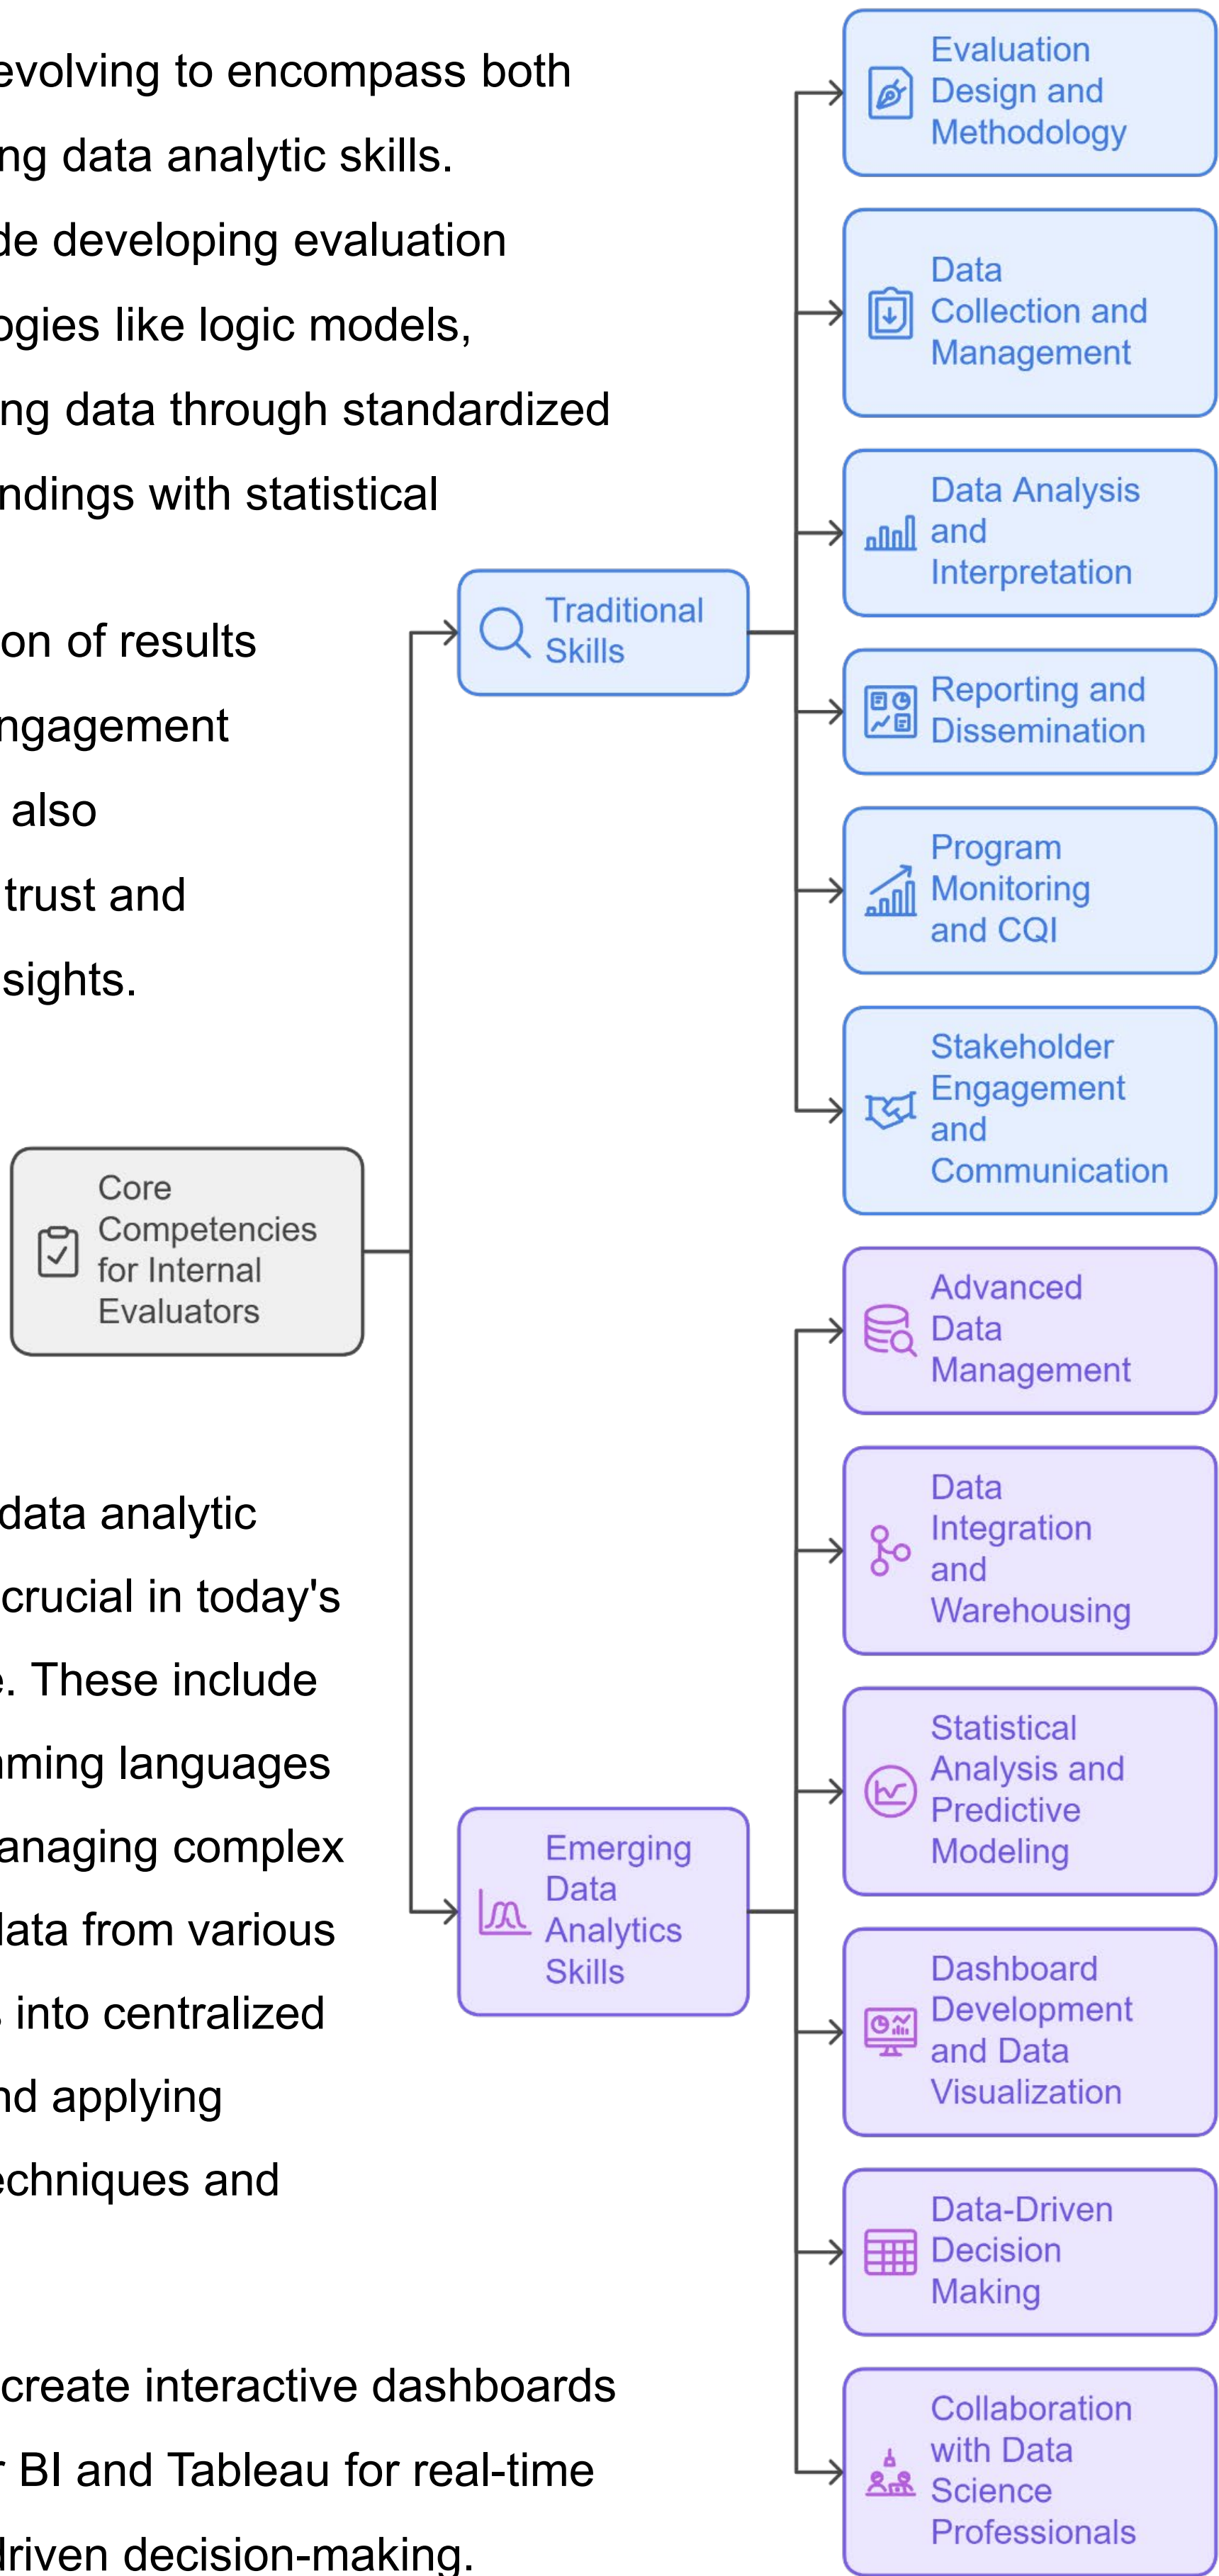 evolving to encompass both
ng data analytic skills.
de developing evaluation
ogies like logic models,
ng data through standardized
ndings with statistical
on of results
ngagement
also
trust and
sights.
Core
Competencies
for Internal
Evaluators
data analytic
crucial in today's
e. These include
ming languages
anaging complex
data from various
s into centralized
nd applying
echniques and
create interactive dashboards
r BI and Tableau for real-time
driven decision-making.
Traditional
Skills
Evaluation
Design and
Methodology
Data
Collection and
Management
Data Analysis
and
Interpretation
Reporting and
Dissemination
Program
Monitoring
and CQI
Stakeholder
Engagement
and
Communication
Emerging
Data
Analytics
Skills
Advanced
Data
Management
Data
Integration
and
Warehousing
Statistical
Analysis and
Predictive
Modeling
Dashboard
Development
and Data
Visualization
Data-Driven
Decision
Making
Collaboration
with Data
Science
Professionals